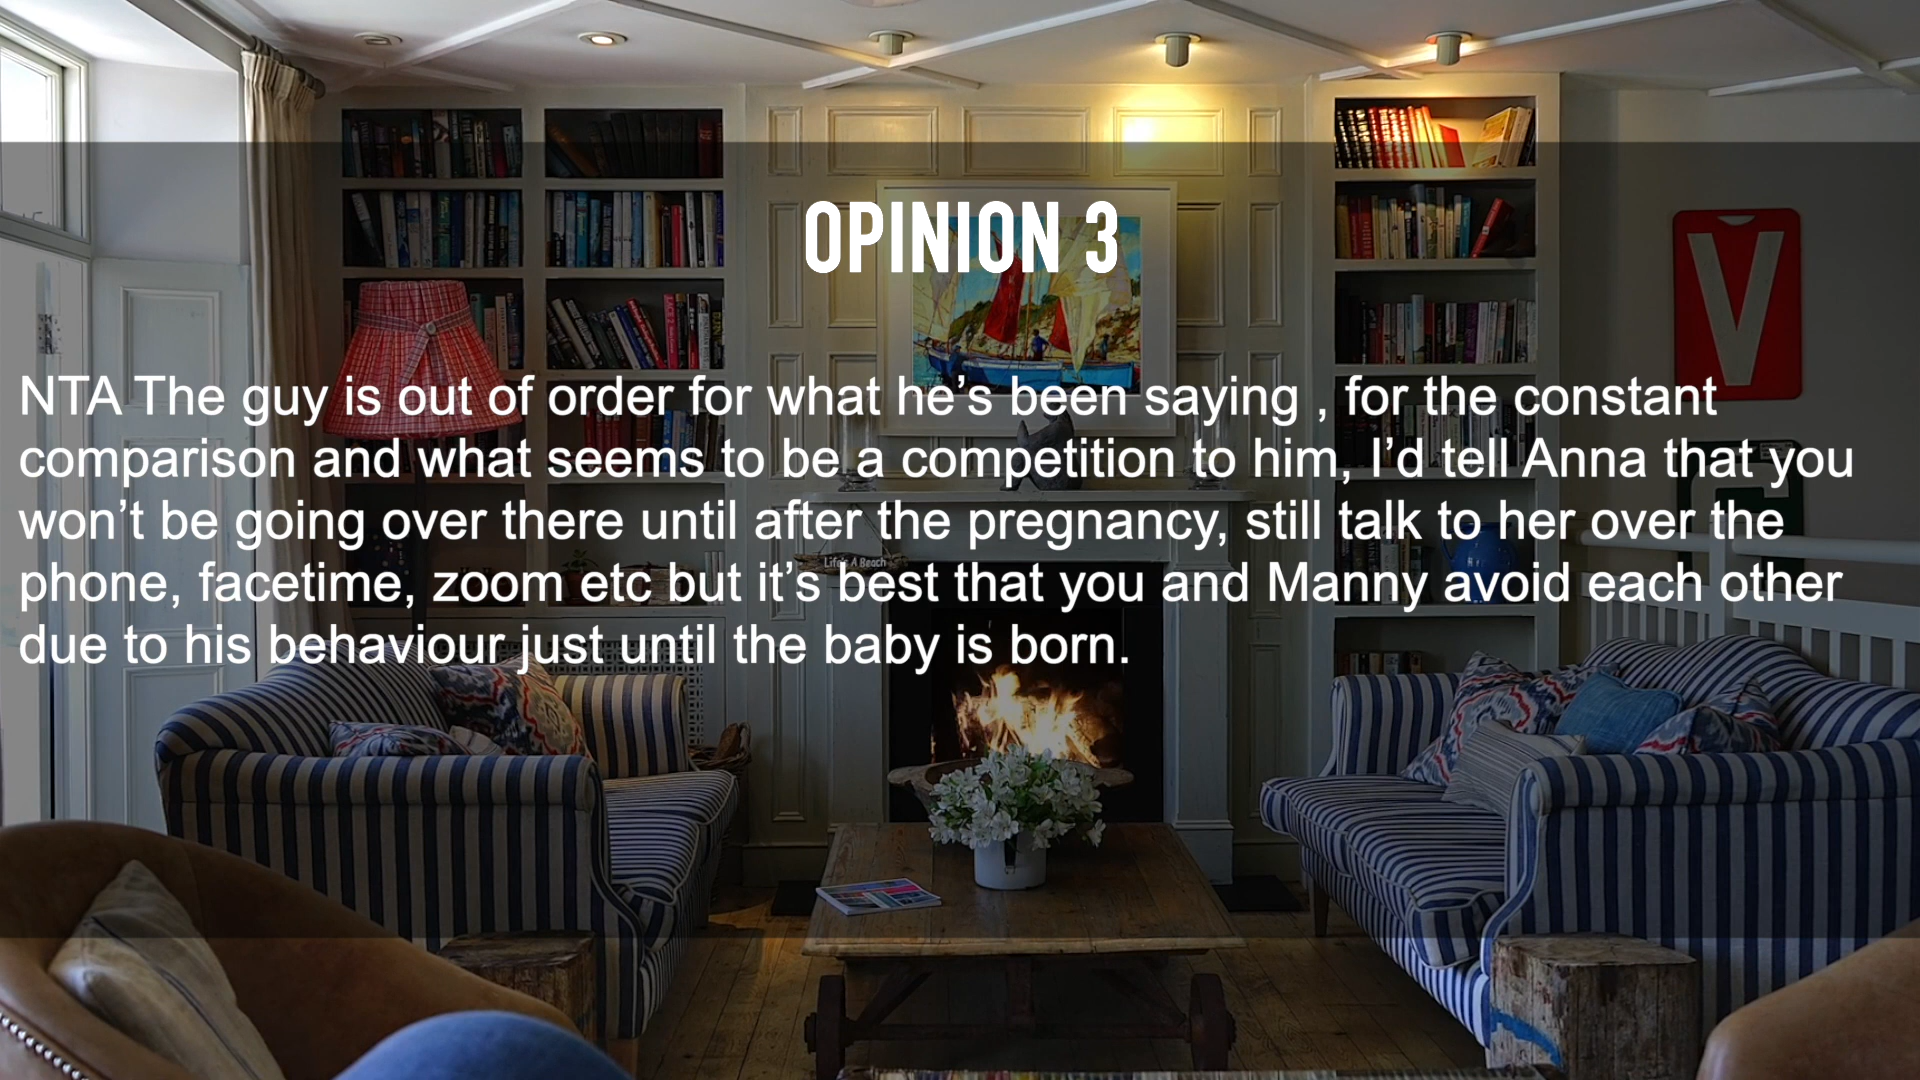 OPINION 3
NTA The guy is out of order for what he’s been saying , for the constant
comparison and what seems to be a competition to him, I’d tell Anna that you
won’t be going over there until after the pregnancy, still talk to her over the
phone, facetime, zoom etc but it’s best that you and Manny avoid each other
due to his behaviour just until the baby is born.
Life's A Beach
V